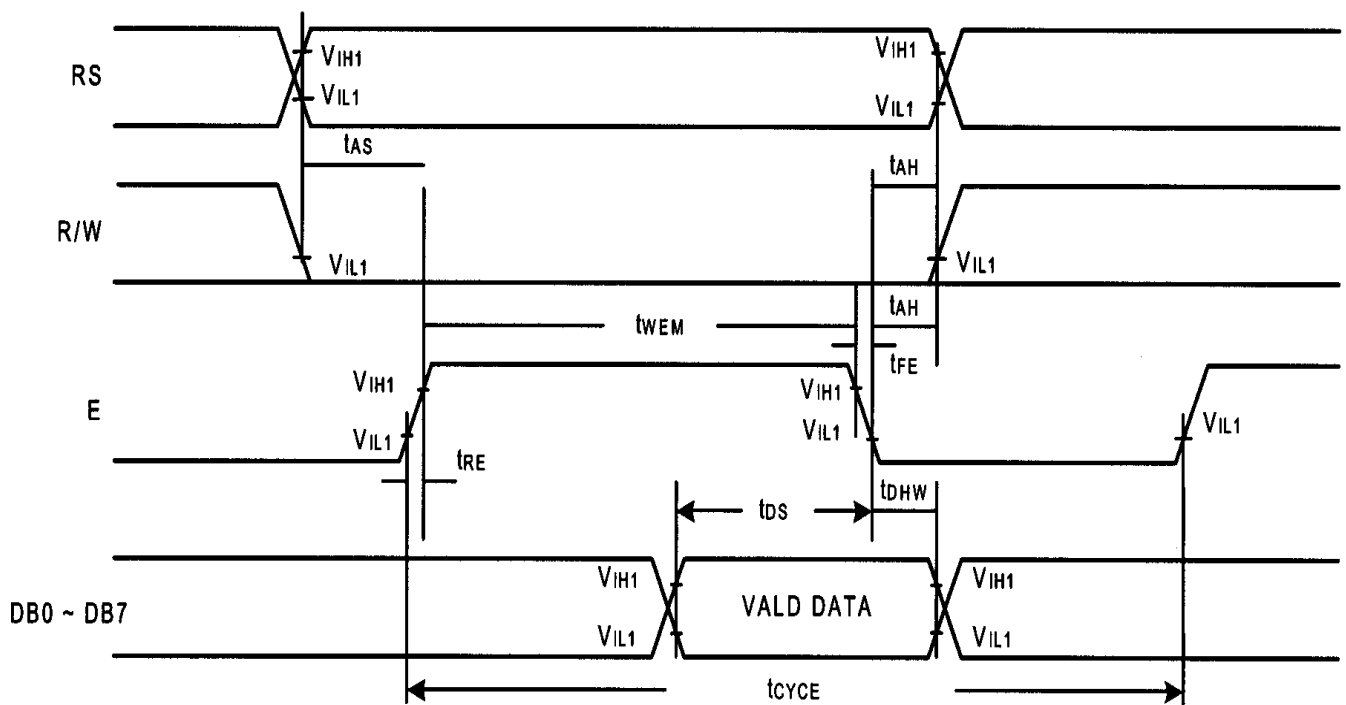 RS
VIH1
VIL1
VIH1
VIL1
tAS
tAH
R/W
VIL1
VIL1
tWEM
tAH
tFE
E
VIH1
VIL1
VIH1
VIL1
VIL1
tRE
tDS
tDHW
DB0 ~ DB7
VIH1
VIL1
VALD DATA
VIH1
VIL1
tCYCE